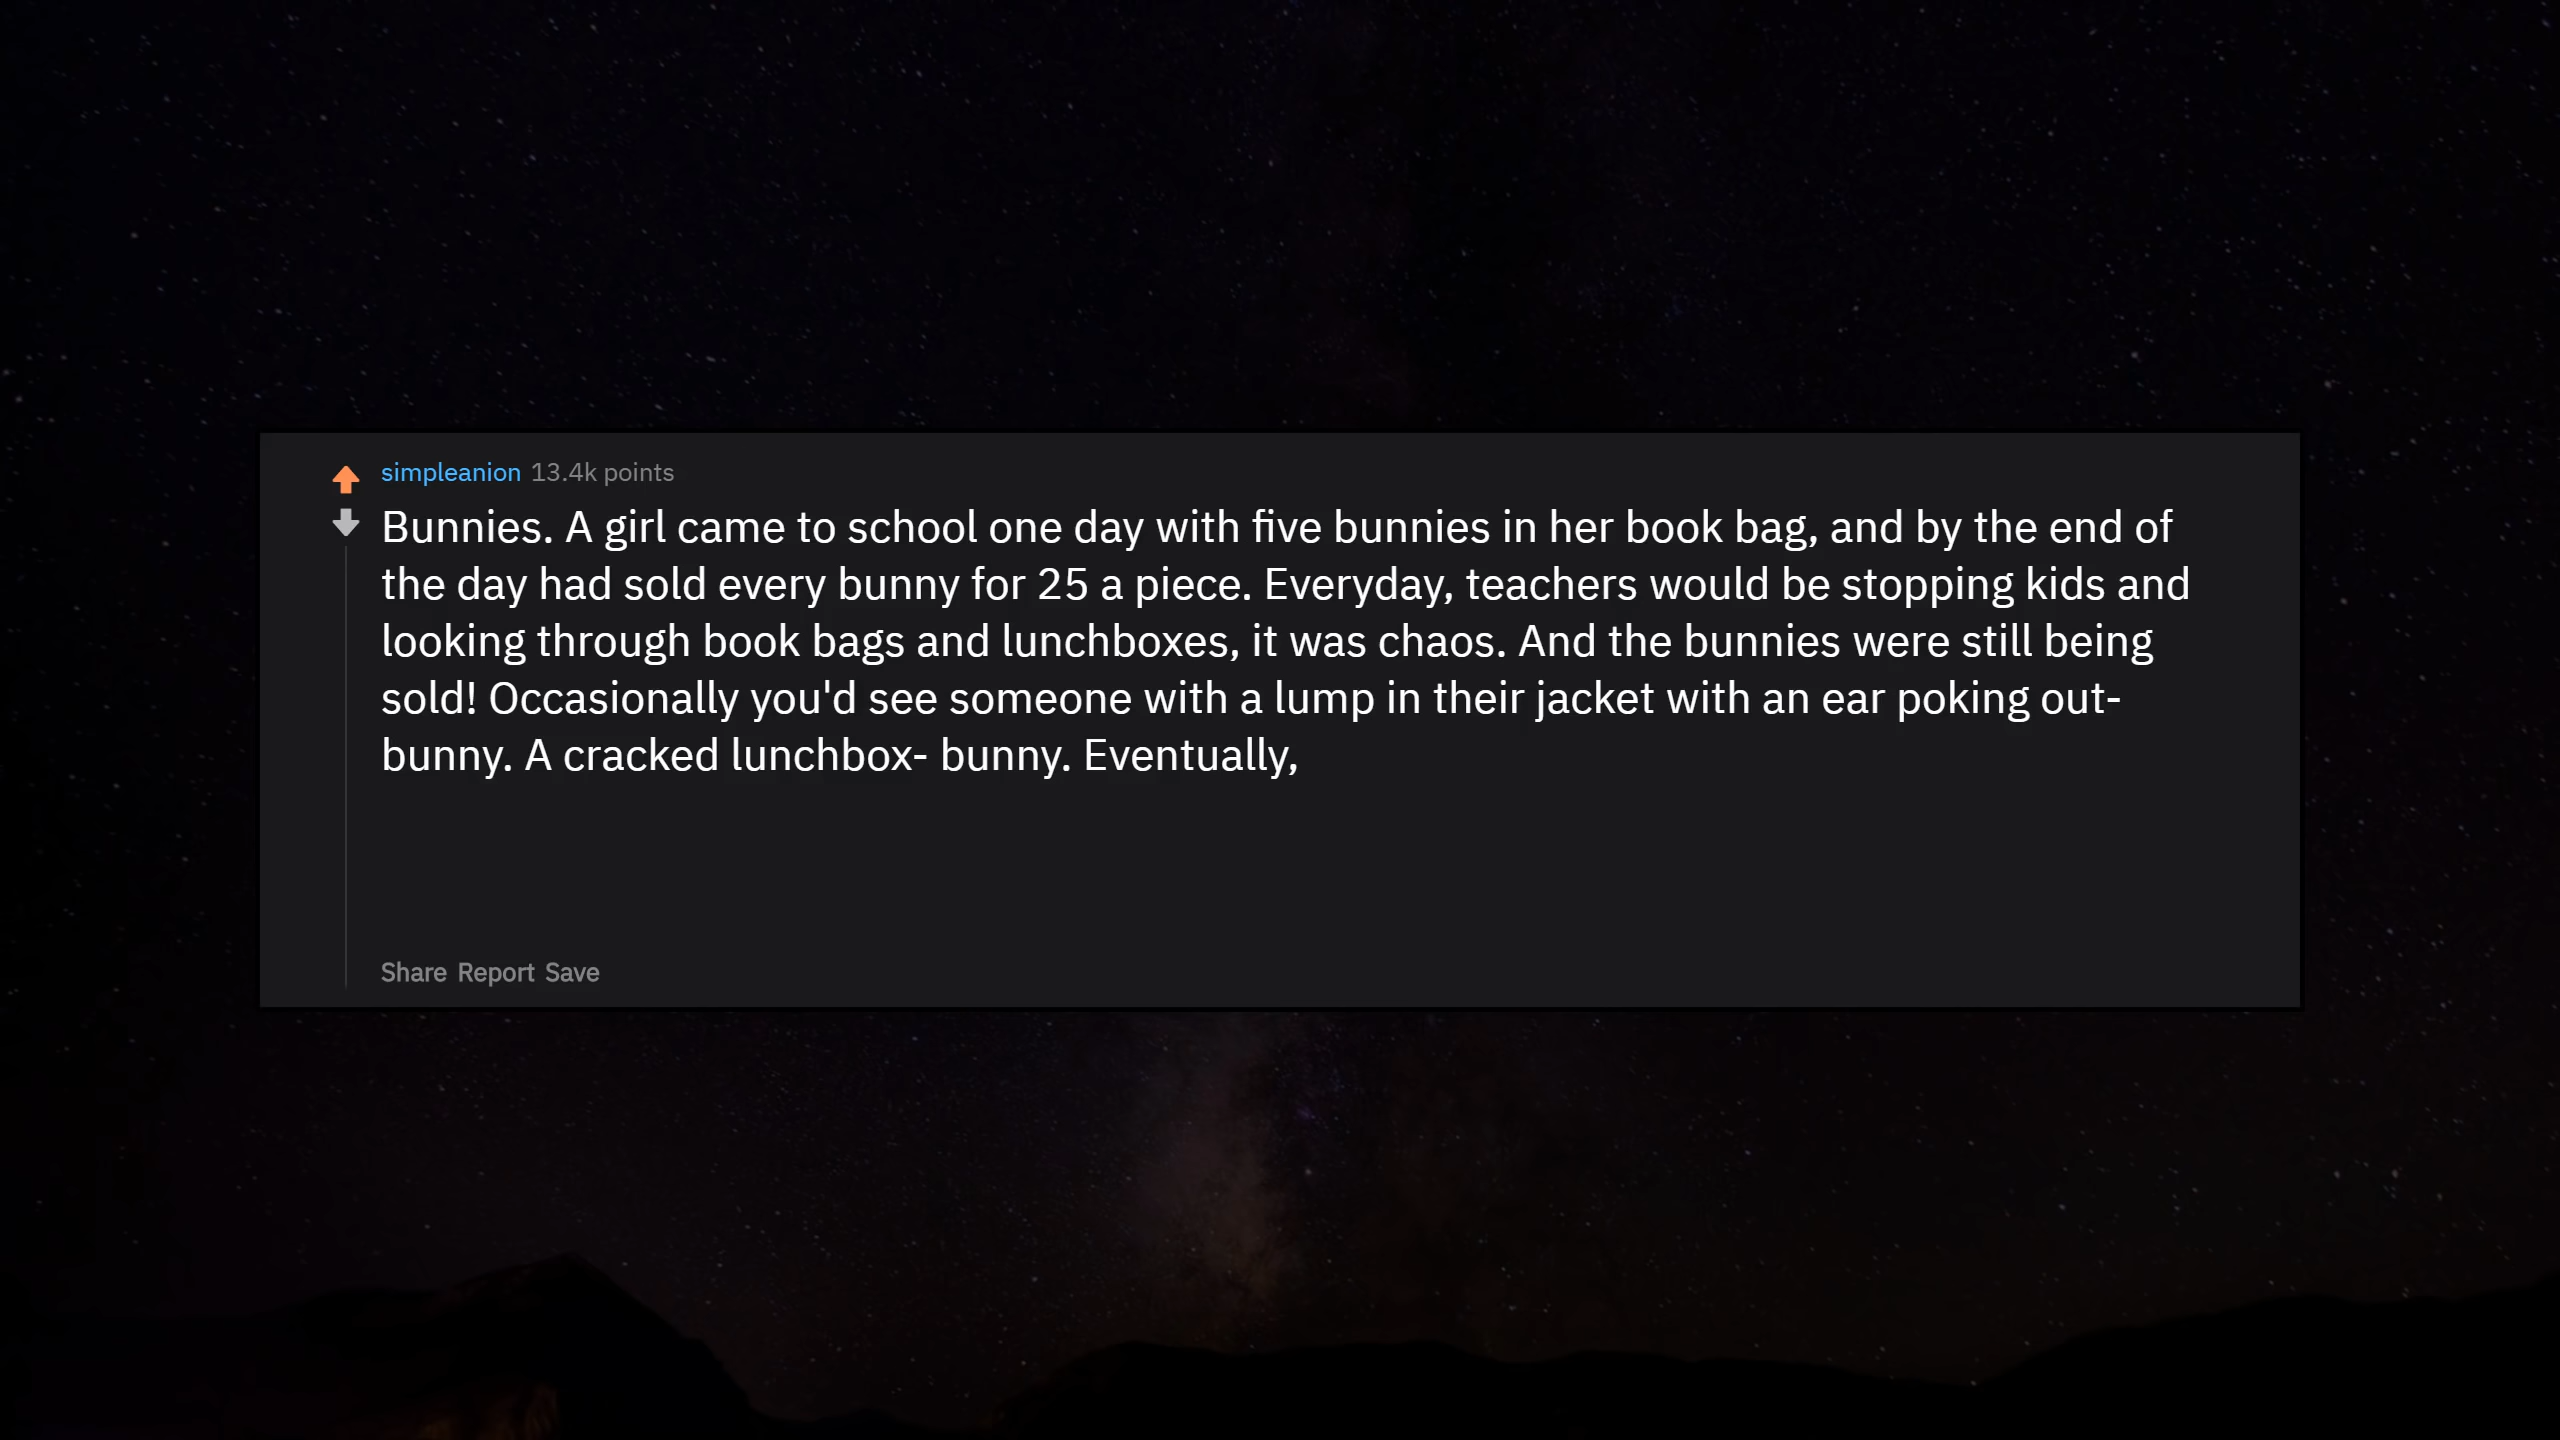 simpleanion 13.4k points
Bunnies. A girl came to school one day with five bunnies in her book bag, and by the end of
the day had sold every bunny for 25 a piece. Everyday, teachers would be stopping kids and
looking through book bags and lunchboxes, it was chaos. And the bunnies were still being
sold! Occasionally you'd see someone with a lump in their jacket with an ear poking out-
bunny. A cracked lunchbox- bunny. Eventually,
Share Report Save